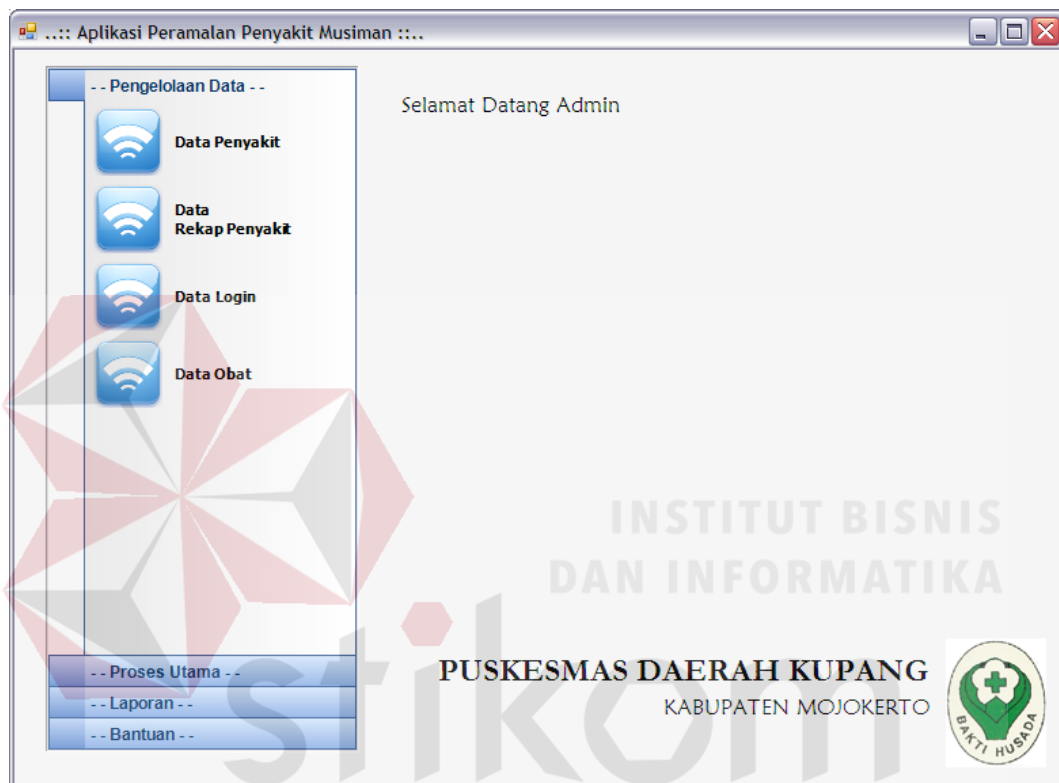 ..:: Aplikasi Peramalan Penyakit Musiman ::..
- - Pengelolaan Data - -
Data Penyakit
Data
Rekap Penyakit
Data Login
Data Obat
- - Proses Utama - -
- - Laporan - -
- - Bantuan - -
Selamat Datang Admin
INSTITUT BISNIS
DAN INFORMATIKA
stikom
PUSKESMAS DAERAH KUPANG
KABUPATEN MOJOKERTO
BAKTI HUSADA